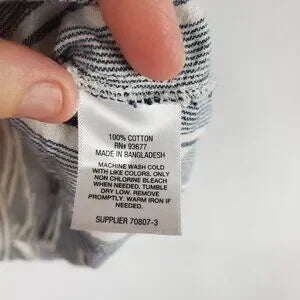 100% COTTON
RN# 93677
MADE IN BANGLADESH
MACHINE WASH COLD
WITH LIKE COLORS. ONLY
NON CHLORINE BLEACH
WHEN NEEDED. TUMBLE
DRY LOW. REMOVE
PROMPTLY. WARM IRON IF
NEEDED.
SUPPLIER 70807-3